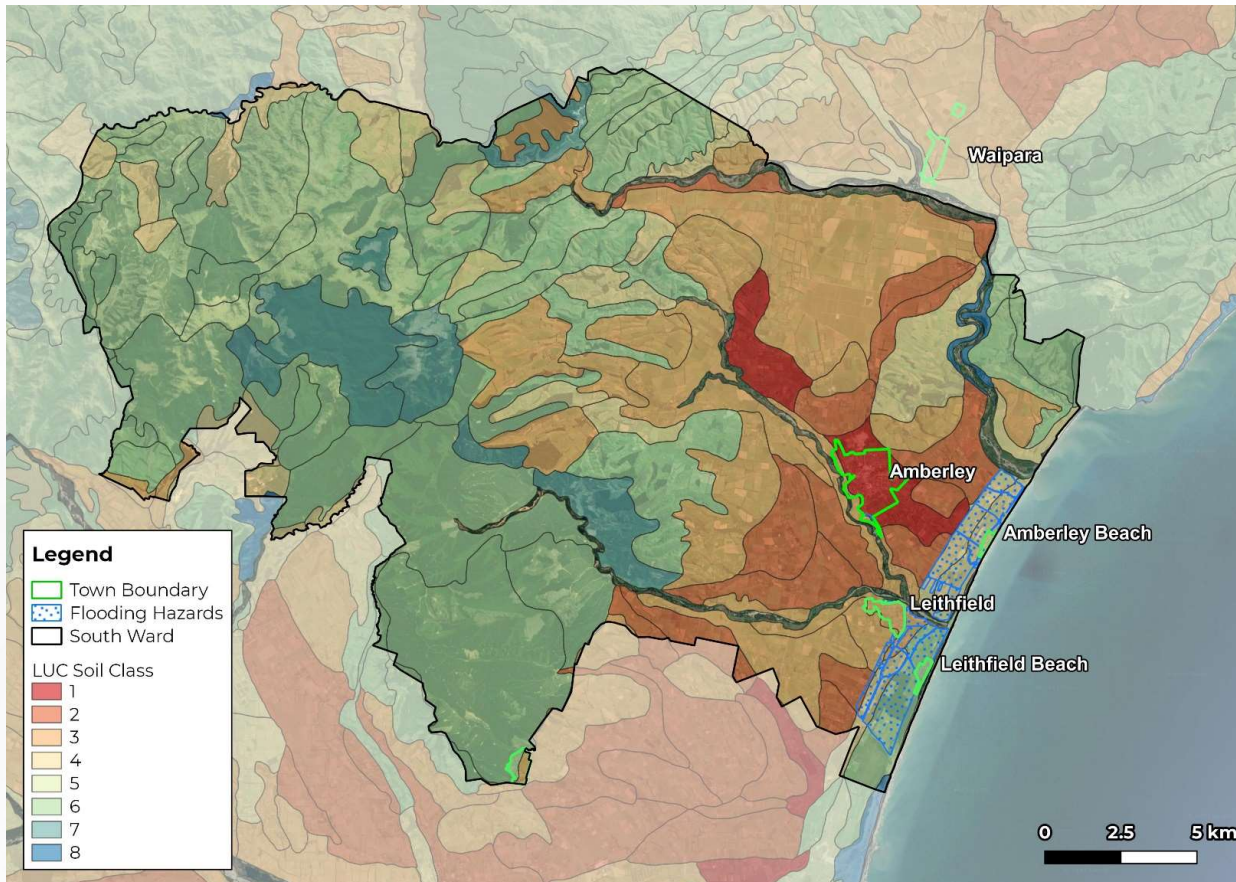 Waipara
Amberley
Amberley Beach
Leithfield
Leithfield Beach
Legend
Town Boundary
Flooding Hazards
South Ward
LUC Soil Class
1
2
3
4
5
6
7
8
0 2.5 5 km